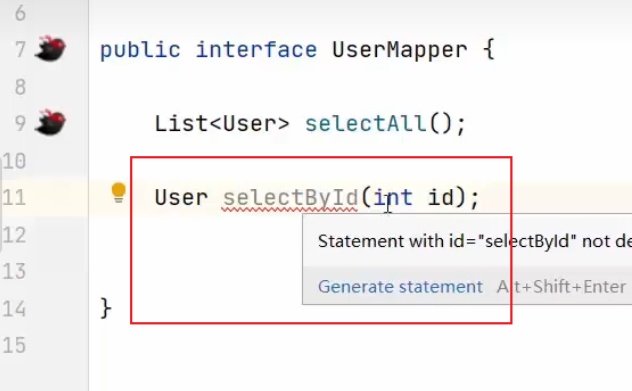 6
7 public interface UserMapper {
8
9 List<User> selectAll();
10
11 User selectById(int id);
12
Statement with id="selectById" not de
13
Generate statement Alt+Shift+Enter
14 }
15